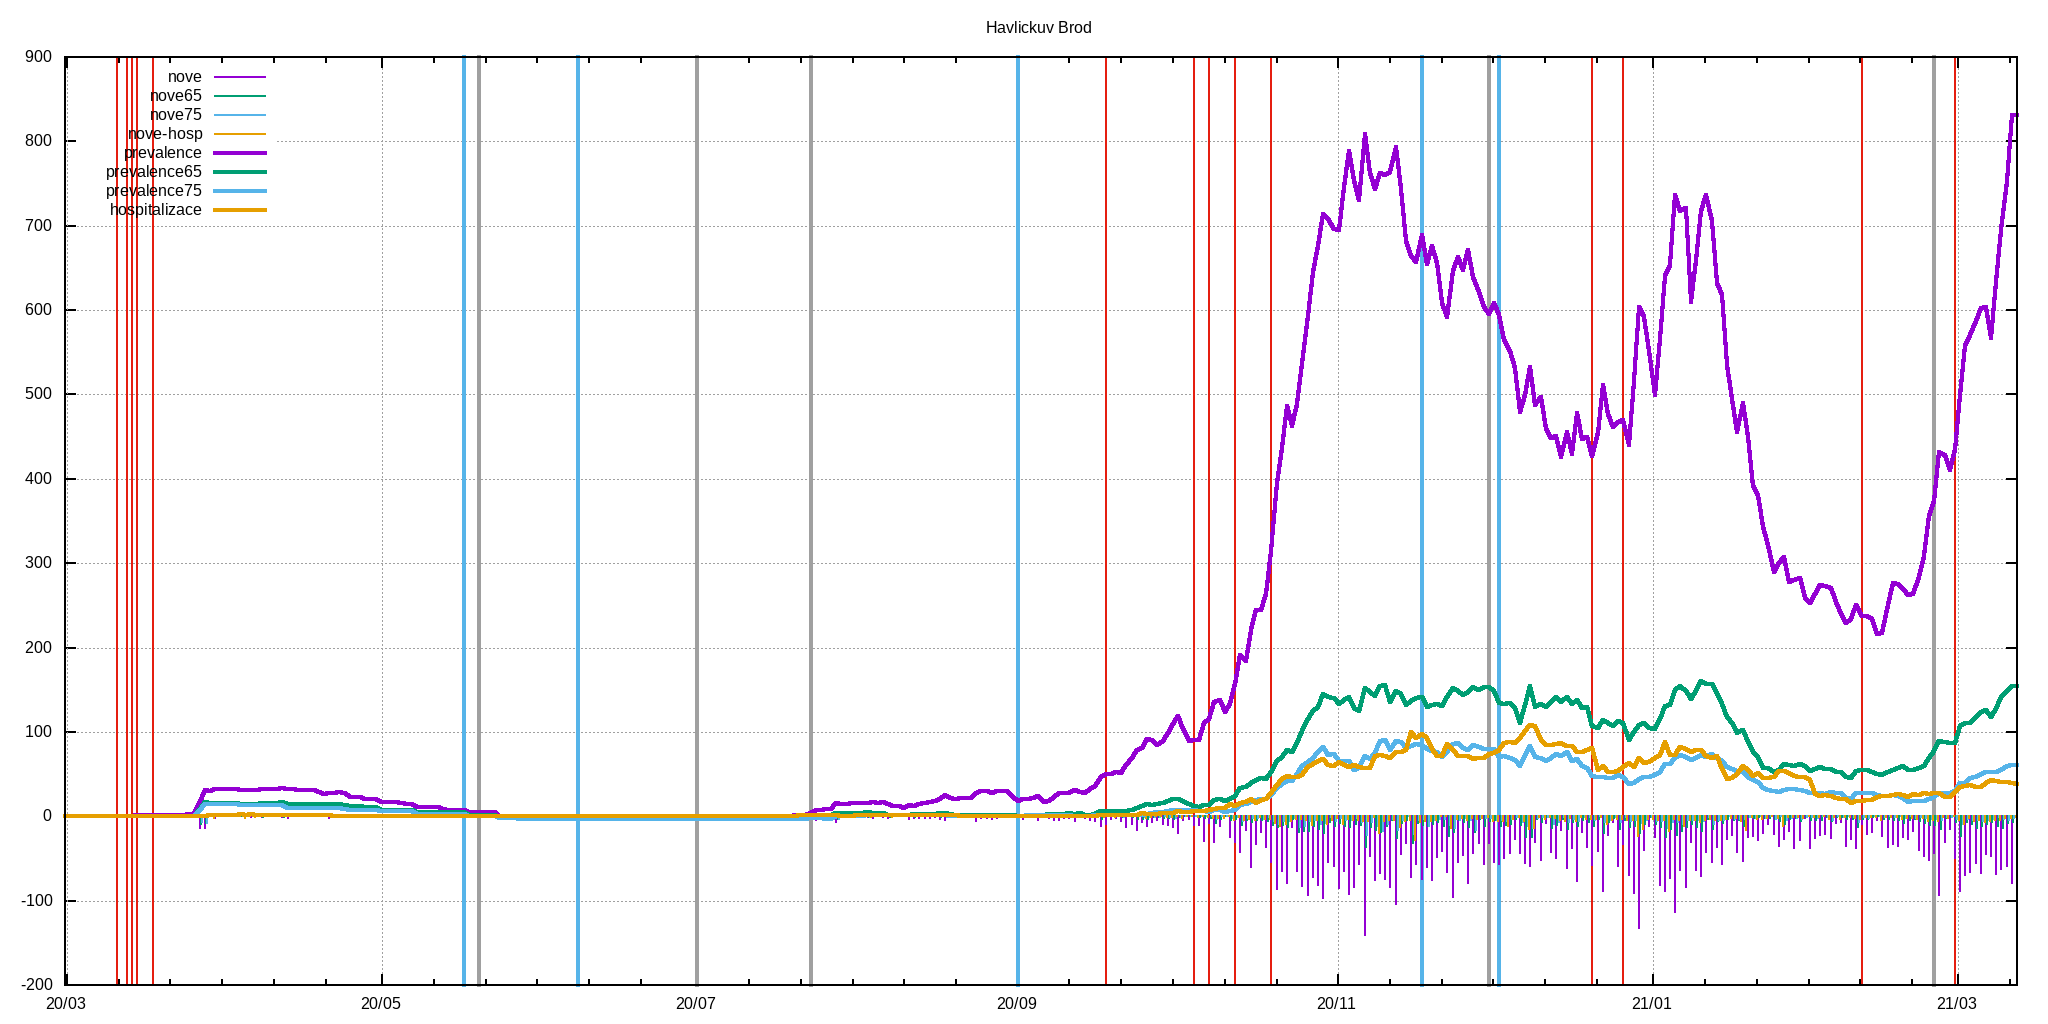 Havlickuv Brod
900
800
700
600
500
400
300
200
100
0
-100
-200
nove
nove65
nove75
nove-hosp
prevalence
prevalence65
prevalence75
hospitalizace
20/03 20/05 20/07 20/09 20/11 21/01 21/03